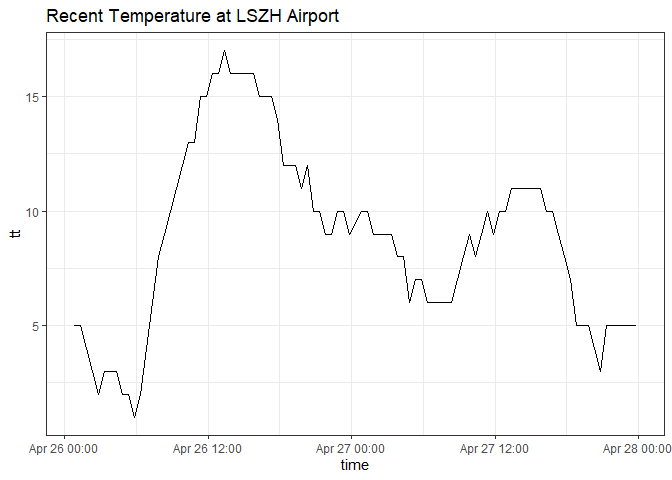 Recent Temperature at LSZH Airport
15
10
5
tt
Apr 26 00:00 Apr 26 12:00 Apr 27 00:00 Apr 27 12:00 Apr 28 00:00
time